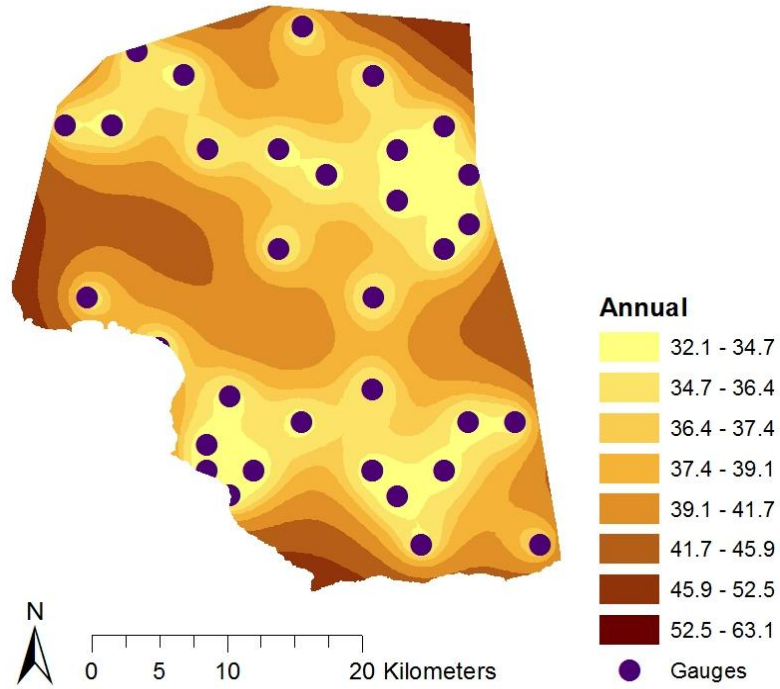 Annual
32.1 - 34.7
34.7 - 36.4
36.4 - 37.4
37.4 - 39.1
39.1 - 41.7
41.7 - 45.9
45.9 - 52.5
52.5 - 63.1
Gauges
N
0 5 10 20 Kilometers